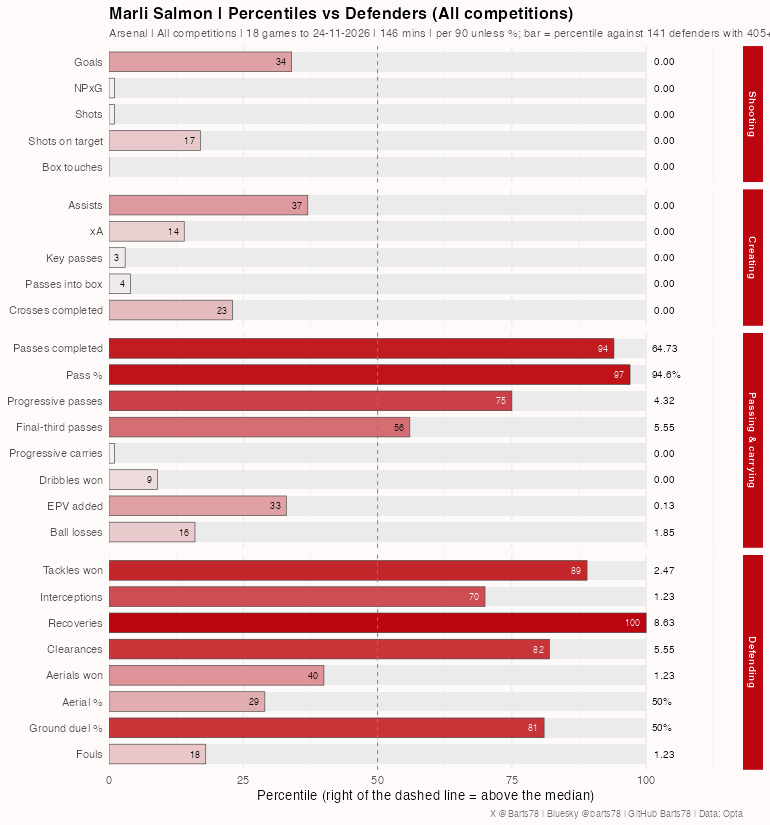 Marli Salmon | Percentiles vs Defenders (All competitions)
Arsenal | All competitions | 18 games to 24-11-2026 | 146 mins | per 90 unless %; bar = percentile against 141 defenders with 405+
Goals 34 0.00
NPxG 0.00
Shots 0.00
Shots on target 17 0.00
Box touches 0.00
Shooting
Assists 37 0.00
xA 14 0.00
Key passes 3 0.00
Passes into box 4 0.00
Crosses completed 23 0.00
Creating
Passes completed 94 64.73
Pass % 97 94.6%
Progressive passes 75 4.32
Final-third passes 56 5.55
Progressive carries 0.00
Dribbles won 9 0.00
EPV added 33 0.13
Ball losses 16 1.85
Passing & carrying
Tackles won 89 2.47
Interceptions 70 1.23
Recoveries 100 8.63
Clearances 82 5.55
Aerials won 40 1.23
Aerial % 29 50%
Ground duel % 81 50%
Fouls 18 1.23
Defending
0 25 50 75 100
Percentile (right of the dashed line = above the median)
X @Barts78 | Bluesky @barts78 | GitHub Barts78 | Data: Opta